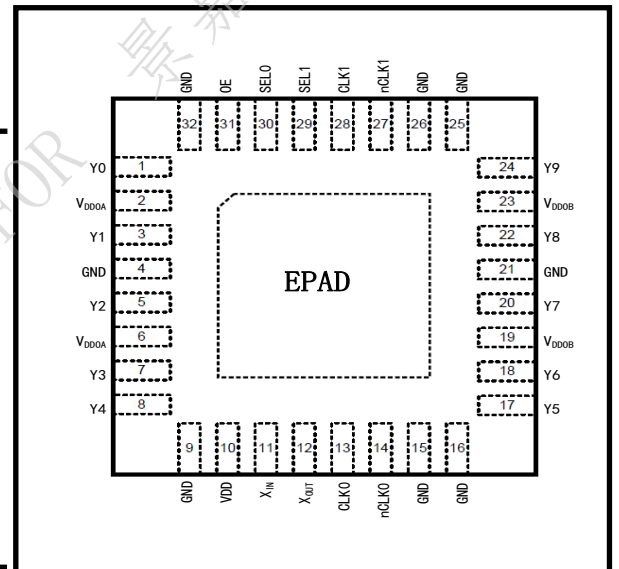 景嘉
FOR
GND OE SEL0 SEL1 CLK1 nCLK1 GND GND
32 31 30 29 28 27 26 25
Y0 1 24 Y9
VDDOA 2 23 VDDOB
Y1 3 22 Y8
GND 4 21 GND
EPAD
Y2 5 20 Y7
VDDOA 6 19 VDDOB
Y3 7 18 Y6
Y4 8 17 Y5
9 10 11 12 13 14 15 16
GND VDD XIN XOUT CLK0 nCLK0 GND GND